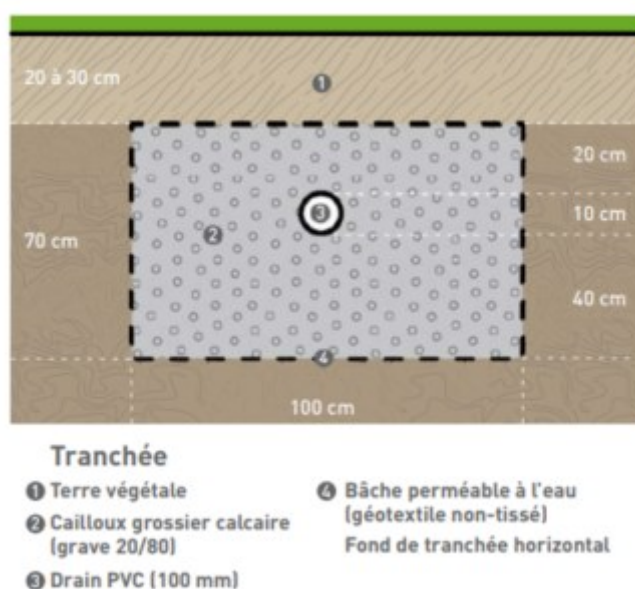 20 à 30 cm
1
20 cm
3
10 cm
2
70 cm
40 cm
4
100 cm
Tranchée
1 Terre végétale
2 Cailloux grossier calcaire
(grave 20/80)
3 Drain PVC (100 mm)
4 Bâche perméable à l'eau
(géotextile non-tissé)
Fond de tranchée horizontal